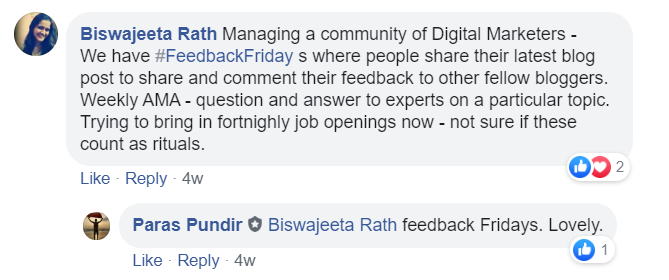 Biswajeeta Rath Managing a community of Digital Marketers -
We have #FeedbackFriday s where people share their latest blog
post to share and comment their feedback to other fellow bloggers.
Weekly AMA - question and answer to experts on a particular topic.
Trying to bring in fortnighly job openings now - not sure if these
count as rituals.
2
Like · Reply · 4w
Paras Pundir Biswajeeta Rath feedback Fridays. Lovely.
1
Like · Reply · 4w